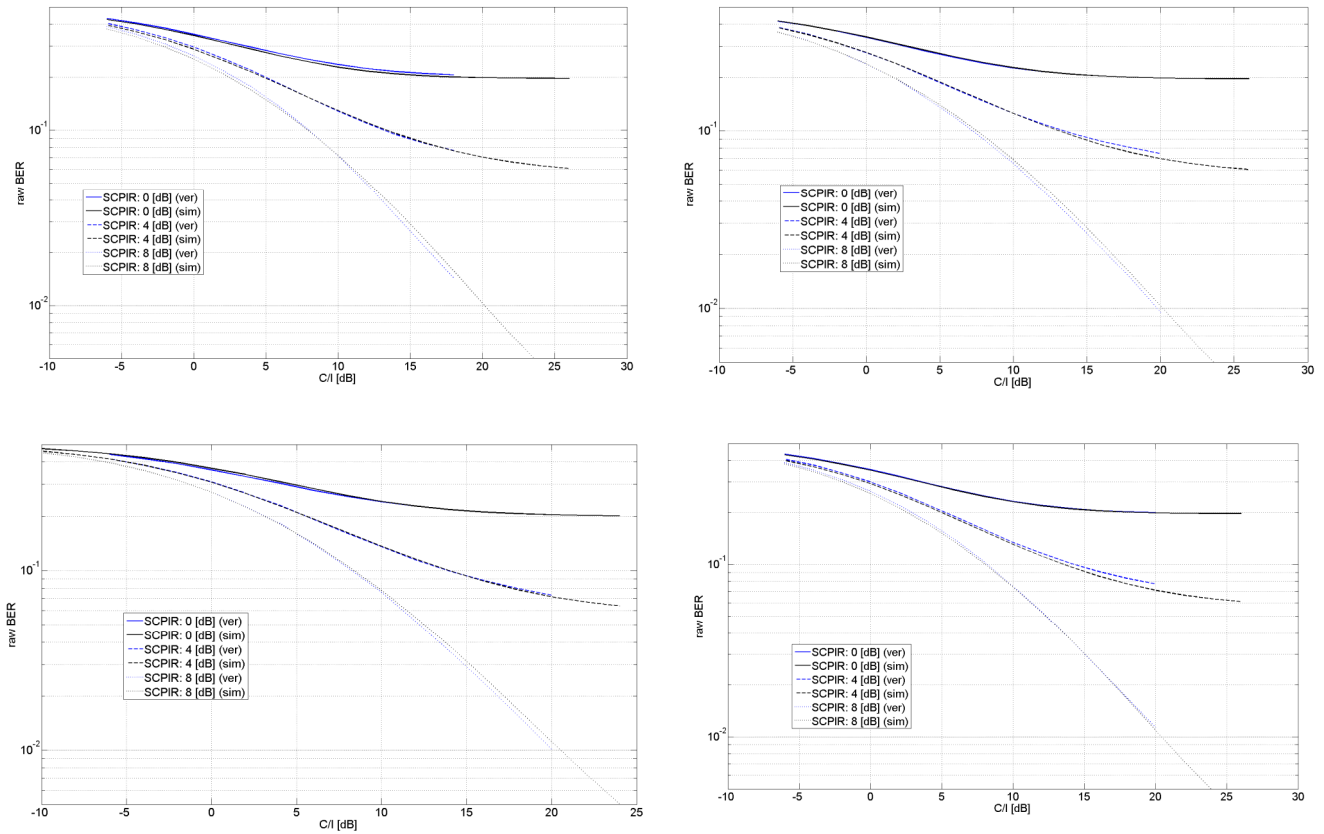 10-1
raw BER
SCPIR: 0 [dB] (ver)
SCPIR: 0 [dB] (sim)
SCPIR: 4 [dB] (ver)
SCPIR: 4 [dB] (sim)
SCPIR: 8 [dB] (ver)
SCPIR: 8 [dB] (sim)
10-2
-10 -5 0 5 10 15 20 25 30
C/I [dB]
10-1
raw BER
SCPIR: 0 [dB] (ver)
SCPIR: 0 [dB] (sim)
SCPIR: 4 [dB] (ver)
SCPIR: 4 [dB] (sim)
SCPIR: 8 [dB] (ver)
SCPIR: 8 [dB] (sim)
10-2
-10 -5 0 5 10 15 20 25 30
C/I [dB]
10-1
raw BER
SCPIR: 0 [dB] (ver)
SCPIR: 0 [dB] (sim)
SCPIR: 4 [dB] (ver)
SCPIR: 4 [dB] (sim)
SCPIR: 8 [dB] (ver)
SCPIR: 8 [dB] (sim)
10-2
-10 -5 0 5 10 15 20 25
C/I [dB]
10-1
raw BER
SCPIR: 0 [dB] (ver)
SCPIR: 0 [dB] (sim)
SCPIR: 4 [dB] (ver)
SCPIR: 4 [dB] (sim)
SCPIR: 8 [dB] (ver)
SCPIR: 8 [dB] (sim)
10-2
-10 -5 0 5 10 15 20 25 30
C/I [dB]